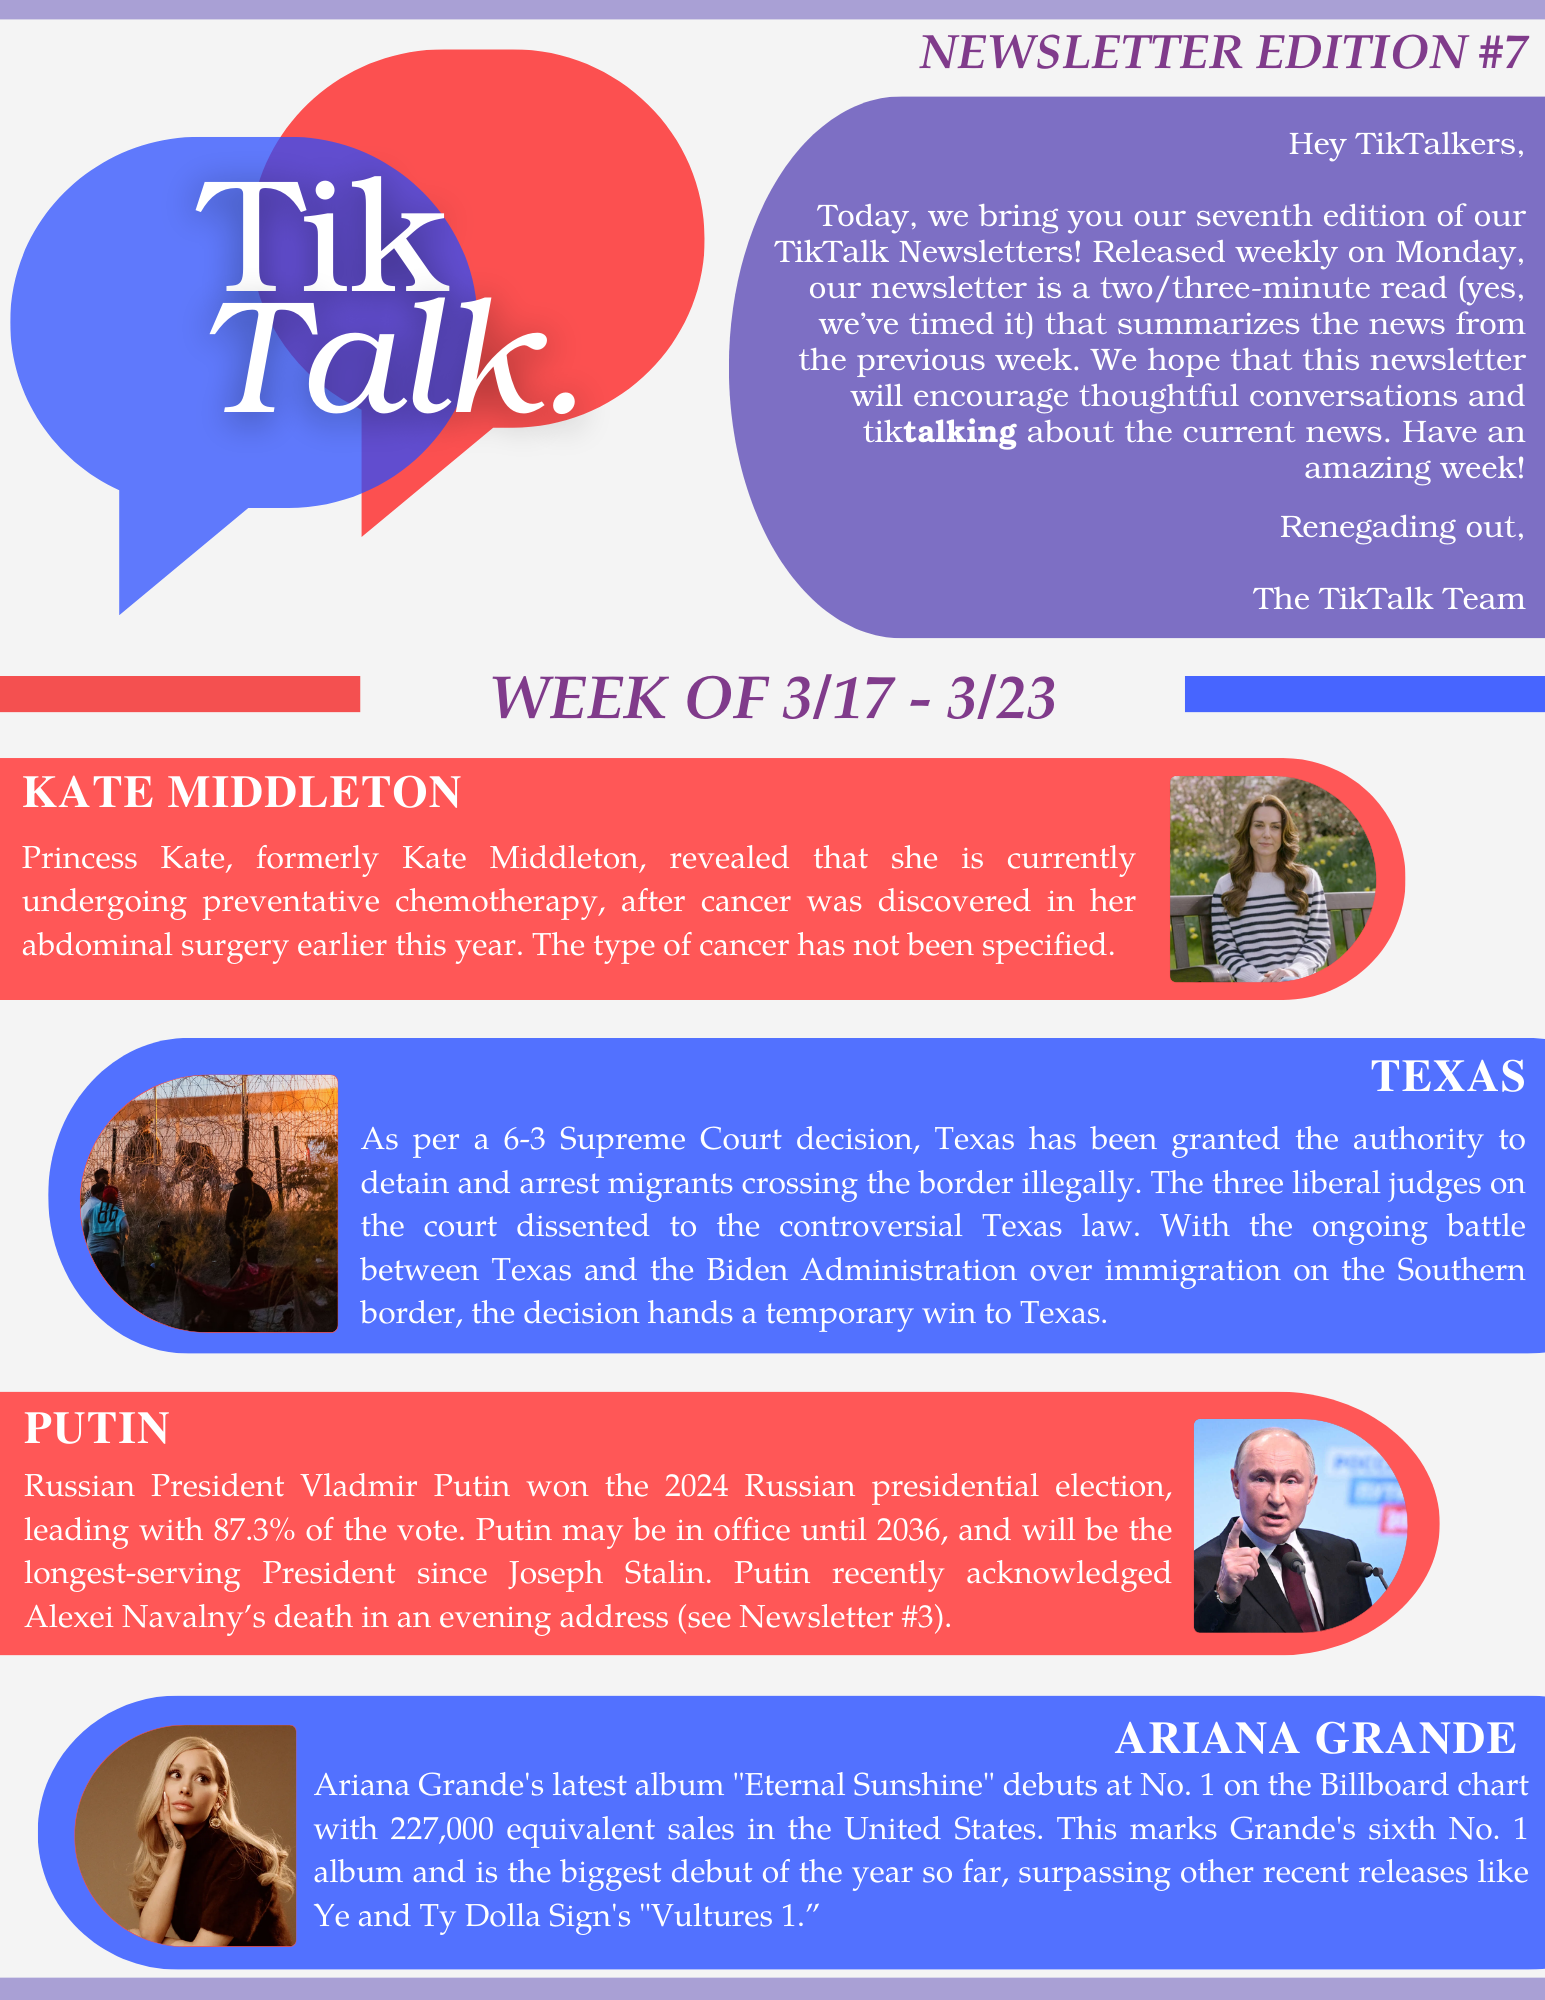 NEWSLETTER EDITION #7
Tik
Talk.
Hey TikTalkers,
Today, we bring you our seventh edition of our
TikTalk Newsletters! Released weekly on Monday,
our newsletter is a two/three-minute read (yes,
we’ve timed it) that summarizes the news from
the previous week. We hope that this newsletter
will encourage thoughtful conversations and
tiktalking about the current news. Have an
amazing week!
Renegading out,
The TikTalk Team
WEEK OF 3/17 - 3/23
KATE MIDDLETON
Princess Kate, formerly Kate Middleton, revealed that she is currently
undergoing preventative chemotherapy, after cancer was discovered in her
abdominal surgery earlier this year. The type of cancer has not been specified.
TEXAS
As per a 6-3 Supreme Court decision, Texas has been granted the authority to
detain and arrest migrants crossing the border illegally. The three liberal judges on
the court dissented to the controversial Texas law. With the ongoing battle
between Texas and the Biden Administration over immigration on the Southern
border, the decision hands a temporary win to Texas.
86
PUTIN
Russian President Vladmir Putin won the 2024 Russian presidential election,
leading with 87.3% of the vote. Putin may be in office until 2036, and will be the
longest-serving President since Joseph Stalin. Putin recently acknowledged
Alexei Navalny’s death in an evening address (see Newsletter #3).
ARIANA GRANDE
Ariana Grande's latest album "Eternal Sunshine" debuts at No. 1 on the Billboard chart
with 227,000 equivalent sales in the United States. This marks Grande's sixth No. 1
album and is the biggest debut of the year so far, surpassing other recent releases like
Ye and Ty Dolla Sign's "Vultures 1.”